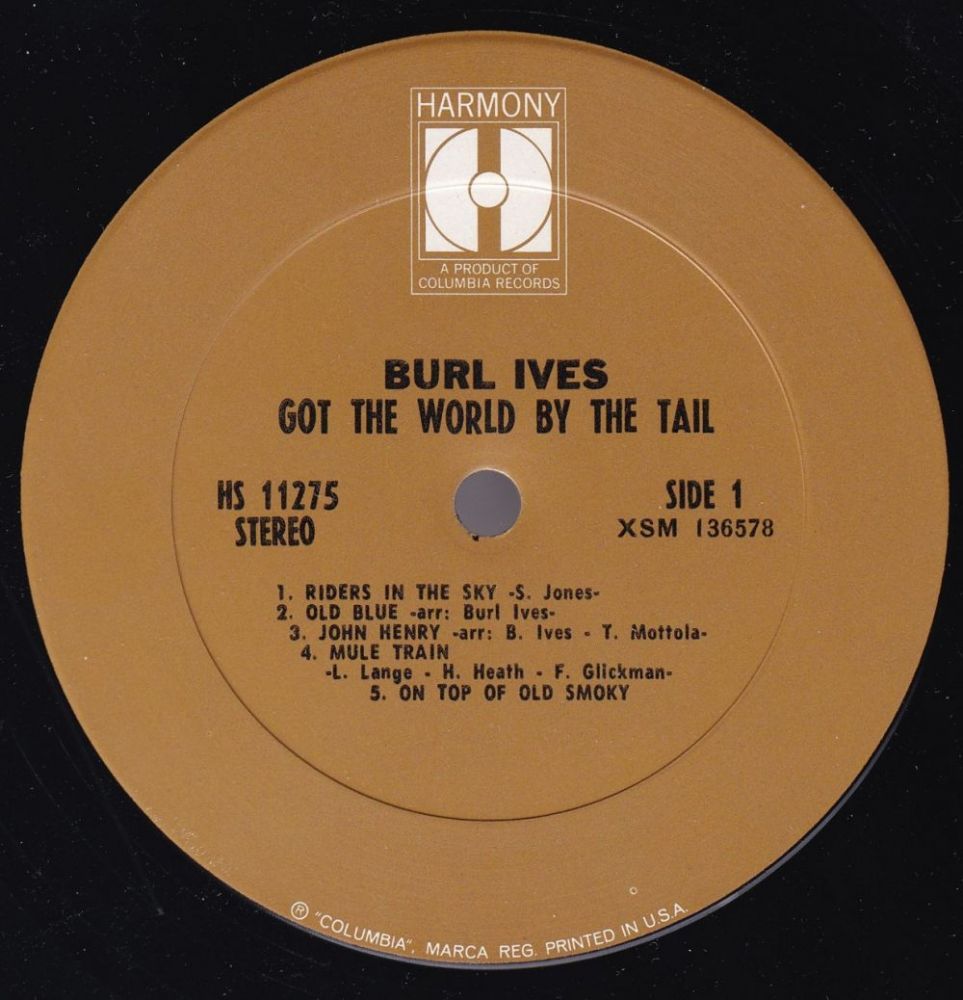 HARMONY
A PRODUCT OF
COLUMBIA RECORDS
BURL IVES
GOT THE WORLD BY THE TAIL
HS 11275
STEREO
SIDE 1
XSM 136578
1. RIDERS IN THE SKY -S. Jones-
2. OLD BLUE -arr: Burl Ives-
3. JOHN HENRY -arr: B. Ives - T. Mottola-
4. MULE TRAIN
-L. Lange - H. Heath - F. Glickman-
5. ON TOP OF OLD SMOKY
® "COLUMBIA", MARCA REG. PRINTED IN U.S.A.